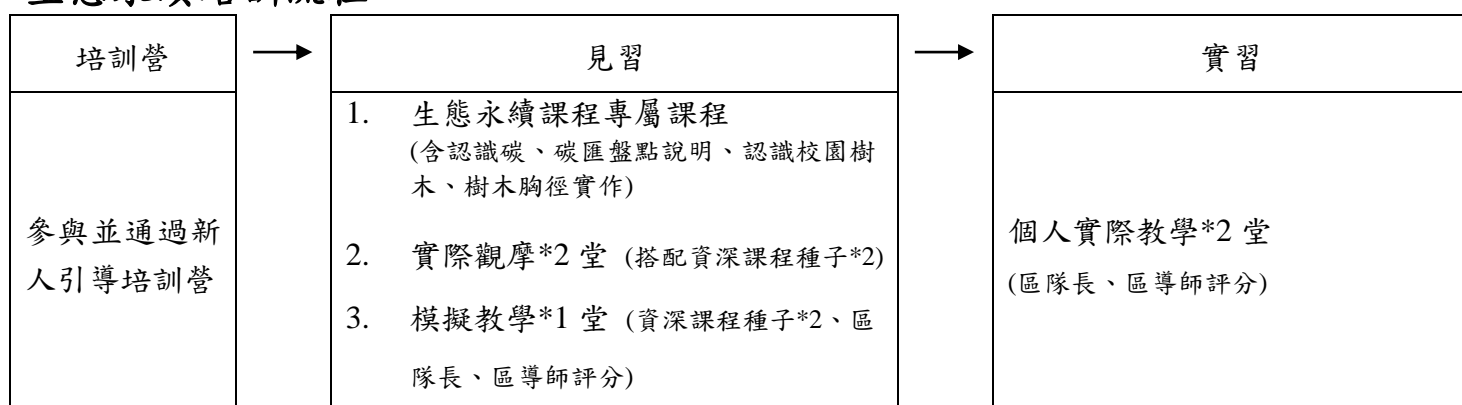 培訓營
見習
實習
參與並通過新
人引導培訓營
1. 生態永續課程專屬課程
(含認識碳、碳匯盤點說明、認識校園樹
木、樹木胸徑實作)
2. 實際觀摩*2 堂 (搭配資深課程種子*2)
3. 模擬教學*1 堂 (資深課程種子*2、區
隊長、區導師評分)
個人實際教學*2 堂
(區隊長、區導師評分)